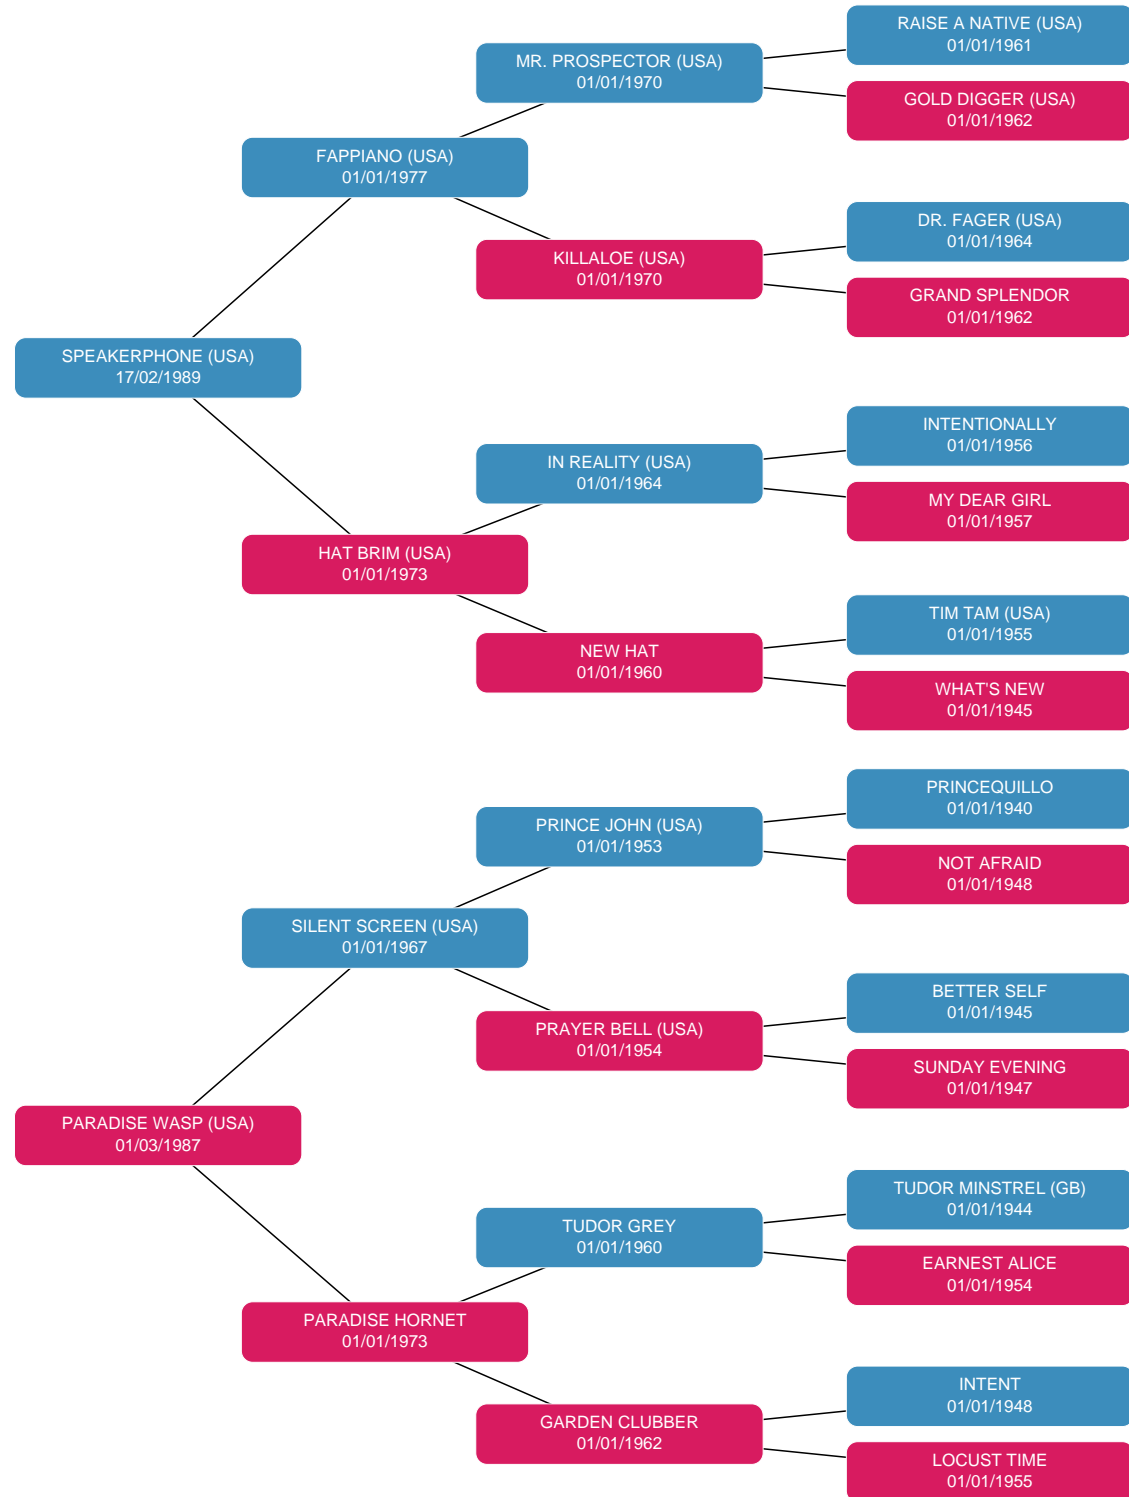 RAISE A NATIVE (USA)
01/01/1961
MR. PROSPECTOR (USA)
01/01/1970
GOLD DIGGER (USA)
01/01/1962
FAPPIANO (USA)
01/01/1977
DR. FAGER (USA)
01/01/1964
KILLALOE (USA)
01/01/1970
GRAND SPLENDOR
01/01/1962
SPEAKERPHONE (USA)
17/02/1989
INTENTIONALLY
01/01/1956
IN REALITY (USA)
01/01/1964
MY DEAR GIRL
01/01/1957
HAT BRIM (USA)
01/01/1973
TIM TAM (USA)
01/01/1955
NEW HAT
01/01/1960
WHAT'S NEW
01/01/1945
PRINCEQUILLO
01/01/1940
PRINCE JOHN (USA)
01/01/1953
NOT AFRAID
01/01/1948
SILENT SCREEN (USA)
01/01/1967
BETTER SELF
01/01/1945
PRAYER BELL (USA)
01/01/1954
SUNDAY EVENING
01/01/1947
PARADISE WASP (USA)
01/03/1987
TUDOR MINSTREL (GB)
01/01/1944
TUDOR GREY
01/01/1960
EARNEST ALICE
01/01/1954
PARADISE HORNET
01/01/1973
INTENT
01/01/1948
GARDEN CLUBBER
01/01/1962
LOCUST TIME
01/01/1955